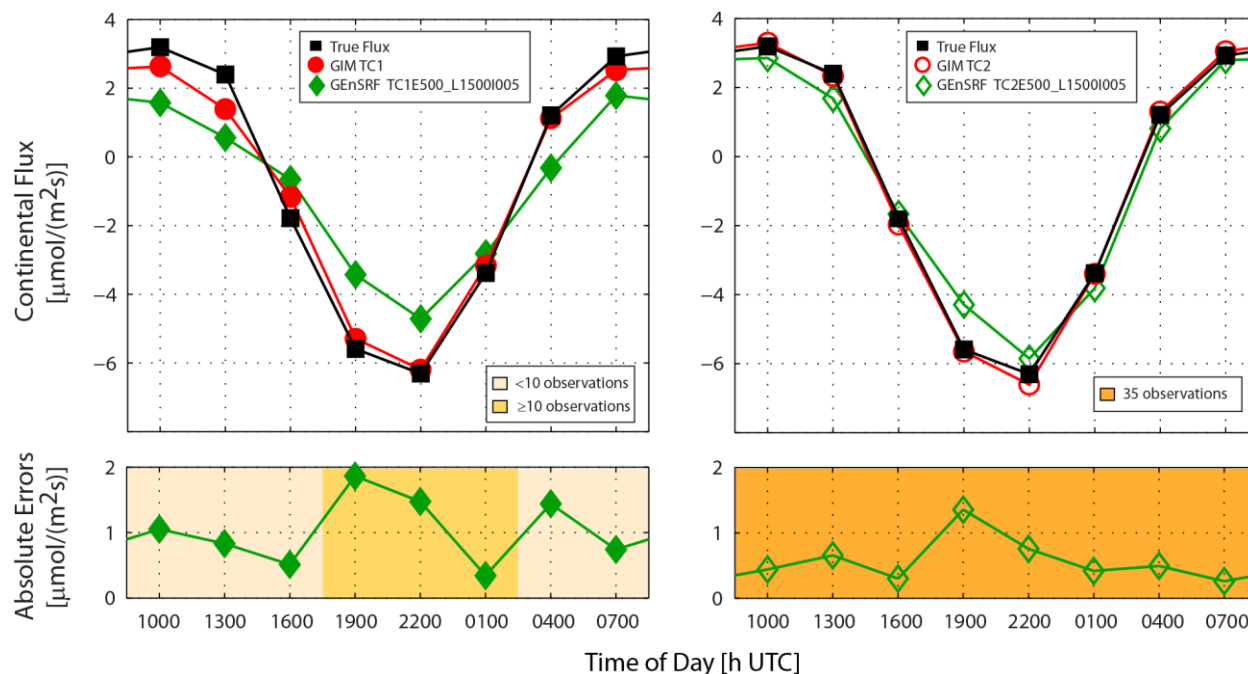 Continental Flux
[μmol/(m²s)]
4
2
0
−2
−4
−6
True Flux
GIM TC1
GEnSRF TC1E500_L1500I005
<10 observations
≥10 observations
4
2
0
−2
−4
−6
True Flux
GIM TC2
GEnSRF TC2E500_L1500I005
35 observations
Absolute Errors
[μmol/(m²s)]
2
1
0
1000 1300 1600 1900 2200 0100 0400 0700
2
1
0
1000 1300 1600 1900 2200 0100 0400 0700
Time of Day [h UTC]